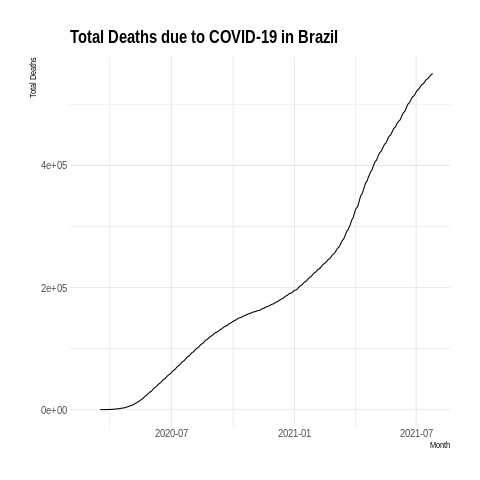 Total Deaths due to COVID-19 in Brazil
Total Deaths
4e+05
2e+05
0e+00
2020-07
2021-01
2021-07
Month